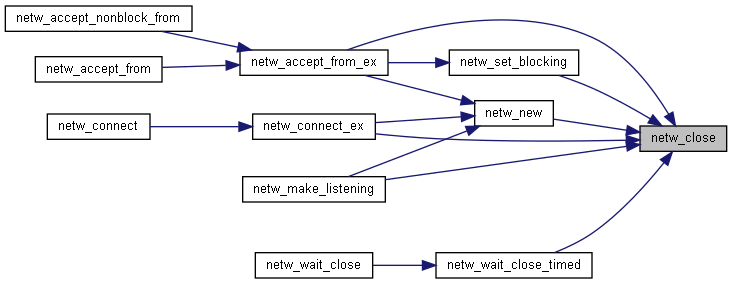 netw_accept_nonblock_from
netw_accept_from
netw_accept_from_ex
netw_set_blocking
netw_new
netw_connect
netw_connect_ex
netw_close
netw_make_listening
netw_wait_close
netw_wait_close_timed